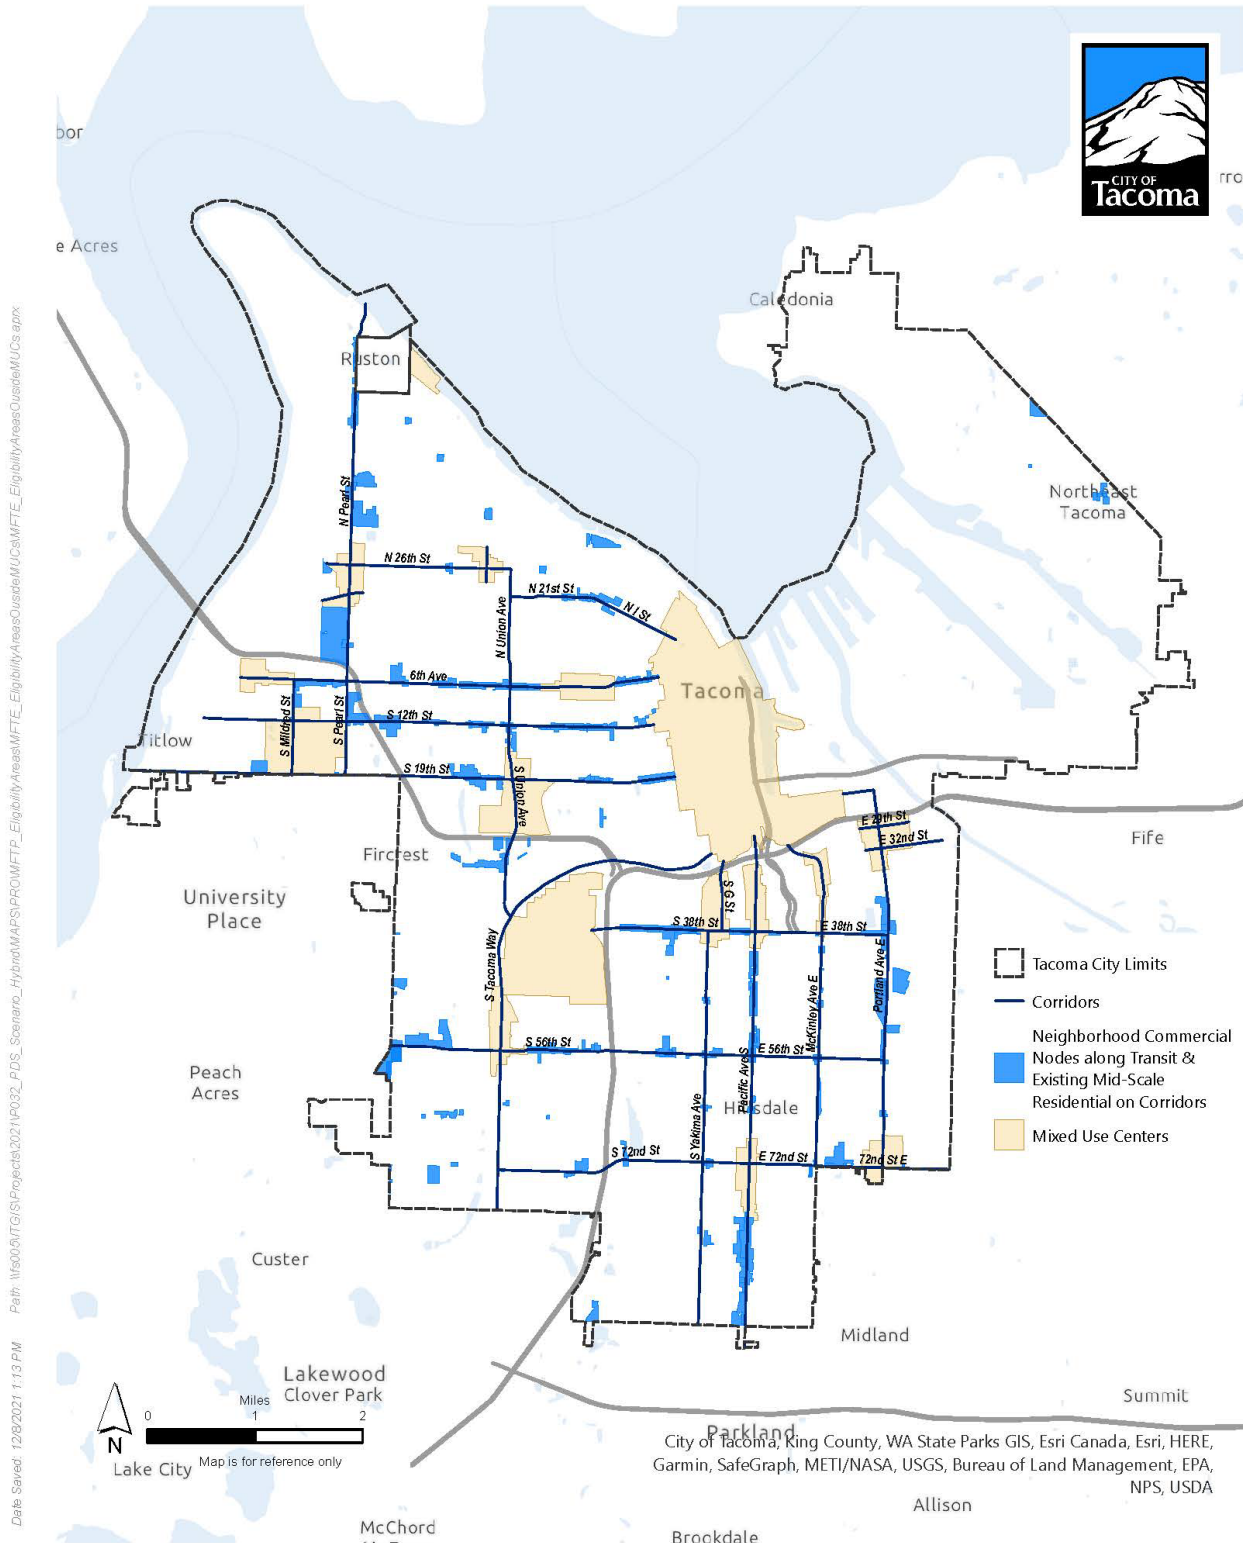 bor
CITY OF
Tacoma
rro
e Acres
Caledonia
Ruston
Northeast
Tacoma
N Pearl St
N 26th St
N 21st St
N I St
N Union Ave
6th Ave
Tacoma
S Mildred St
S Pearl St
S 12th St
Titlow
S 19th St
S Union Ave
E 29th St
E 32nd St
Fife
Fircrest
University
Place
S G St
S 38th St
E 38th St
S Tacoma Way
Portland Ave E
McKinley Ave E
Tacoma City Limits
Corridors
Neighborhood Commercial
Nodes along Transit &
Existing Mid-Scale
Residential on Corridors
Mixed Use Centers
S 56th St
E 56th St
Peach
Acres
Pacific Ave S
S Yakima Ave
S 72nd St
E 72nd St
72nd St E
Custer
Midland
Lakewood
Clover Park
Summit
Miles
0
1
2
N
Map is for reference only
Lake City
Parkland
City of Tacoma, King County, WA State Parks GIS, Esri Canada, Esri, HERE,
Garmin, SafeGraph, METI/NASA, USGS, Bureau of Land Management, EPA,
NPS, USDA
Allison
McChord
Brookdale
Date Saved: 12/8/2021 1:13 PM